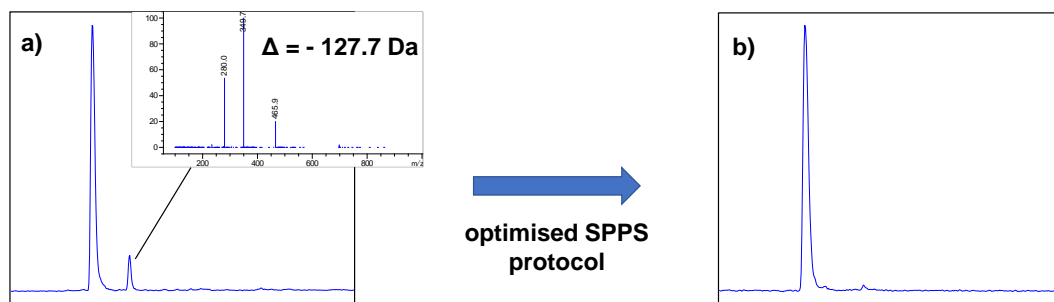 a)
Δ = - 127.7 Da
100
80
60
40
20
0
280.0
349.7
465.9
200
400
600
800
m/z
optimised SPPS
protocol
b)